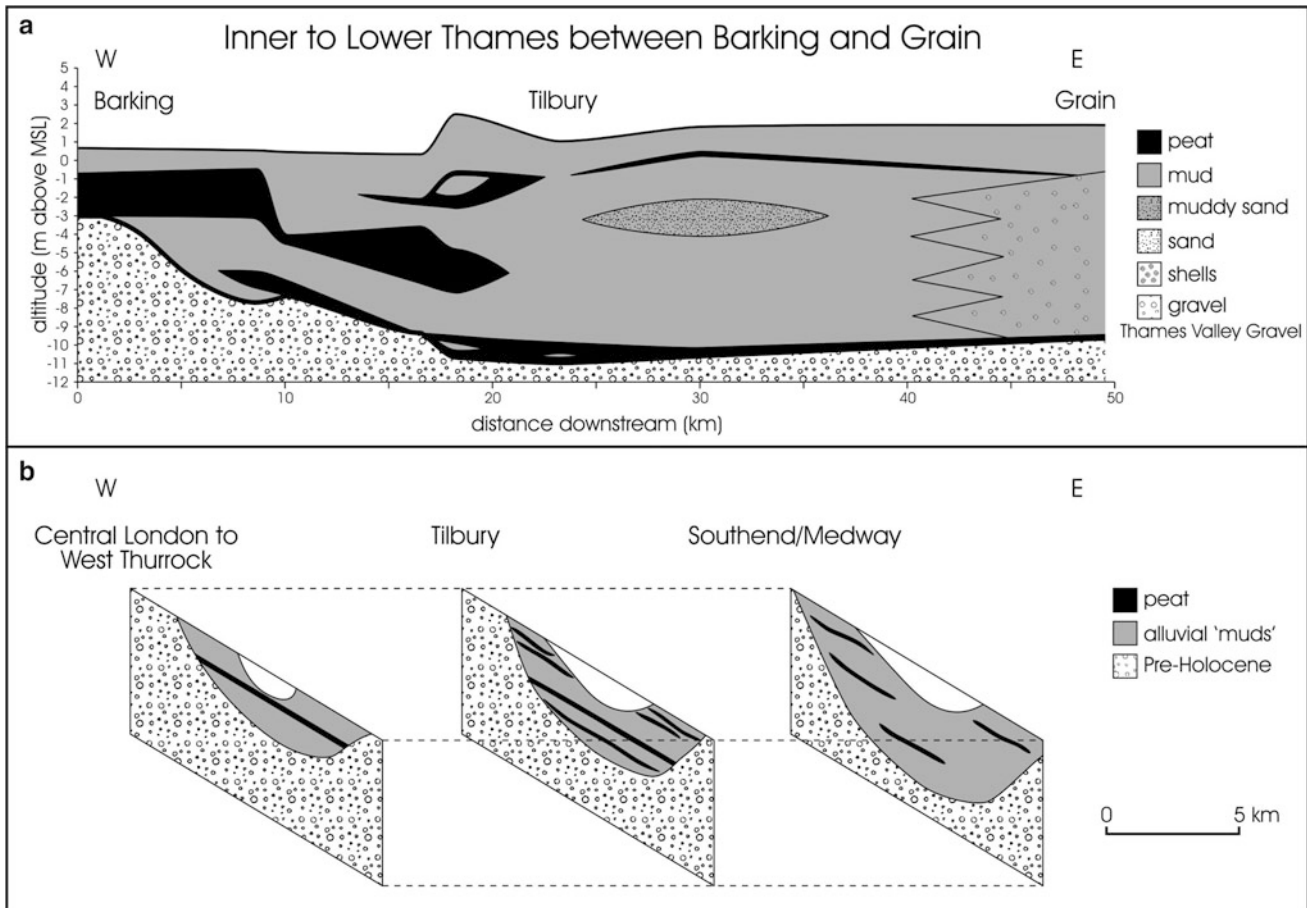 a
Inner to Lower Thames between Barking and Grain
W
E
Barking
Tilbury
Grain
altitude (m above MSL)
5
4
3
2
1
0
-1
-2
-3
-4
-5
-6
-7
-8
-9
-10
-11
-12
0
10
20
30
40
50
distance downstream (km)
peat
mud
muddy sand
sand
shells
gravel
Thames Valley Gravel
b
W
E
Central London to
West Thurrock
Tilbury
Southend/Medway
peat
alluvial 'muds'
Pre-Holocene
0
5 km